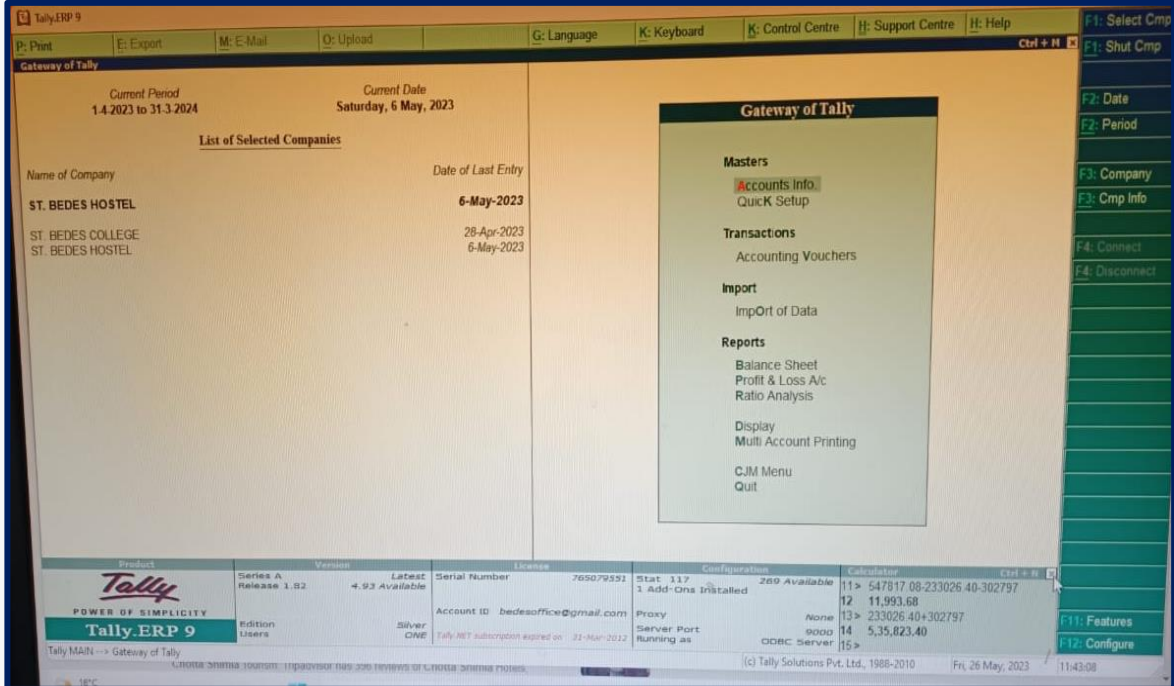 Tally.ERP 9
P: Print E: Export M: E-Mail O: Upload G: Language K: Keyboard K: Control Centre H: Support Centre H: Help
Gateway of Tally Ctrl + M
Current Period Current Date
1-4-2023 to 31-3-2024 Saturday, 6 May, 2023
List of Selected Companies
Name of Company Date of Last Entry
ST. BEDES HOSTEL 6-May-2023
ST. BEDES COLLEGE 28-Apr-2023
ST. BEDES HOSTEL 6-May-2023
Gateway of Tally
Masters
Accounts Info.
QuicK Setup
Transactions
Accounting Vouchers
Import
ImpOrt of Data
Reports
Balance Sheet
Profit & Loss A/c
Ratio Analysis
Display
Multi Account Printing
CJM Menu
Quit
F1: Select Cmp
F1: Shut Cmp
F2: Date
F2: Period
F3: Company
F3: Cmp Info
F4: Connect
F4: Disconnect
F11: Features
F12: Configure
Product
Tally
POWER OF SIMPLICITY
Tally.ERP 9
Version
Series A Latest
Release 1.82 4.93 Available
Edition Silver
Users ONE
License
Serial Number 765079551
Account ID bedesoffice@gmail.com
Tally.NET subscription expired on 31-Mar-2012
Configuration
Stat 117 269 Available
1 Add-Ons Installed
Proxy None
Server Port 9000
Running as ODBC Server
Calculator Ctrl + N
11> 547817.08-233026.40-302797
12 11,993.68
13> 233026.40+302797
14 5,35,823.40
15>
Tally MAIN --> Gateway of Tally (c) Tally Solutions Pvt. Ltd., 1988-2010 Fri, 26 May, 2023 11:43:08
18°C